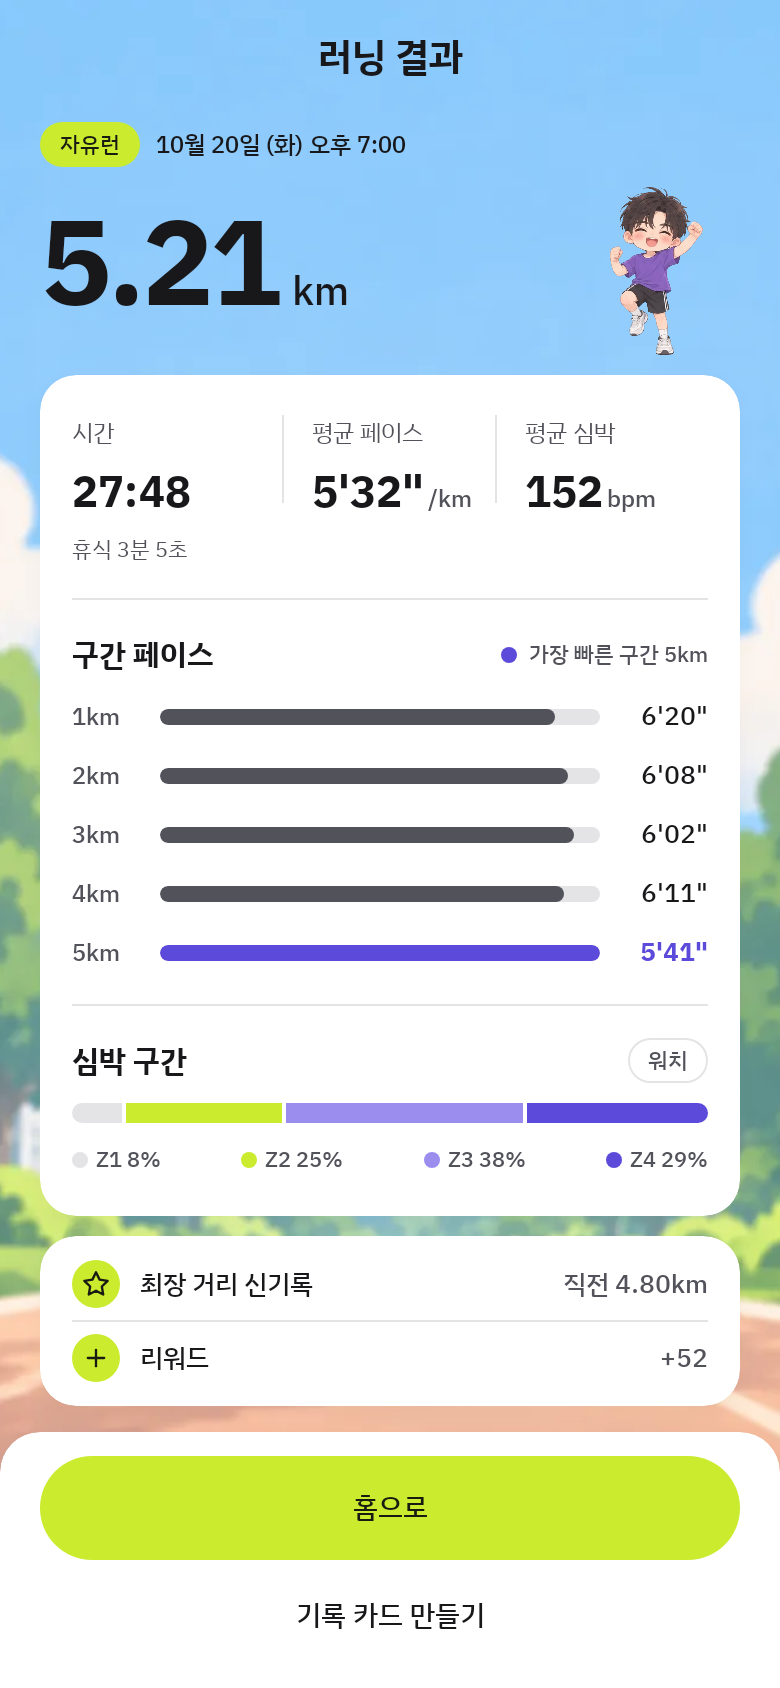 러닝 결과
자유런 10월 20일 (화) 오후 7:00
5.21 km
시간 평균 페이스 평균 심박
27:48 5'32" /km 152 bpm
휴식 3분 5초
구간 페이스 가장 빠른 구간 5km
1km 6'20"
2km 6'08"
3km 6'02"
4km 6'11"
5km 5'41"
심박 구간 워치
Z1 8% Z2 25% Z3 38% Z4 29%
최장 거리 신기록 직전 4.80km
리워드 +52
홈으로
기록 카드 만들기